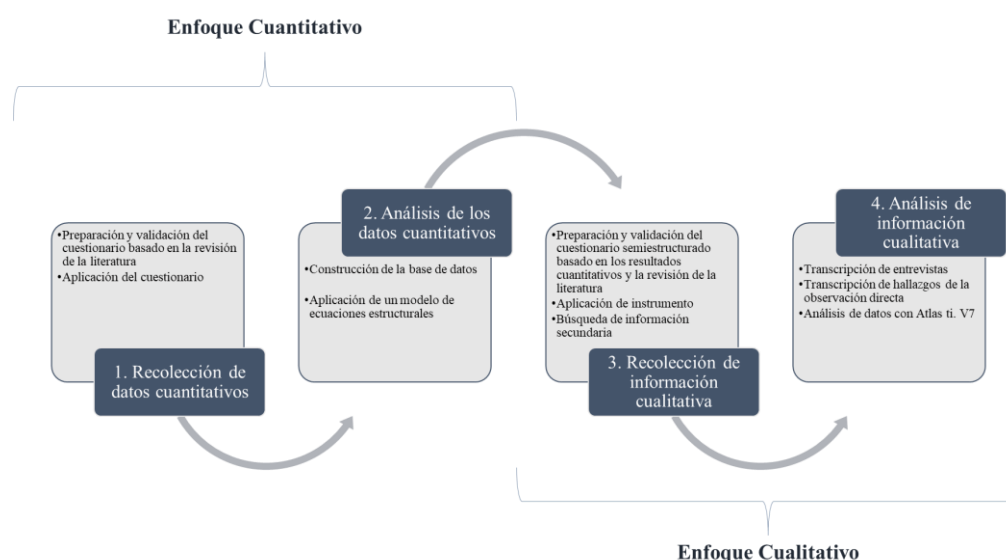 Enfoque Cuantitativo
•Preparación y validación del
cuestionario basado en la revisión
de la literatura
•Aplicación del cuestionario
1. Recolección de
datos cuantitativos
2. Análisis de los
datos cuantitativos
•Construcción de la base de datos
•Aplicación de un modelo de
ecuaciones estructurales
•Preparación y validación del
cuestionario semiestructurado
basado en los resultados
cuantitativos y la revisión de la
literatura
•Aplicación de instrumento
•Búsqueda de información
secundaria
3. Recolección de
información
cualitativa
4. Análisis de
información
cualitativa
•Transcripción de entrevistas
•Transcripción de hallazgos de la
observación directa
•Análisis de datos con Atlas ti. V7
Enfoque Cualitativo